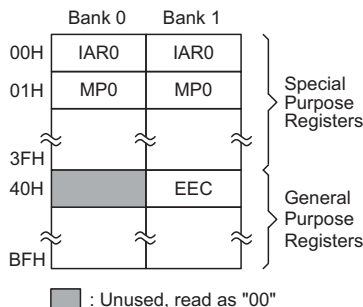 Bank 0 Bank 1
00H IAR0 IAR0
01H MP0 MP0
Special
Purpose
Registers
3FH
40H EEC
General
Purpose
Registers
BFH
: Unused, read as "00"